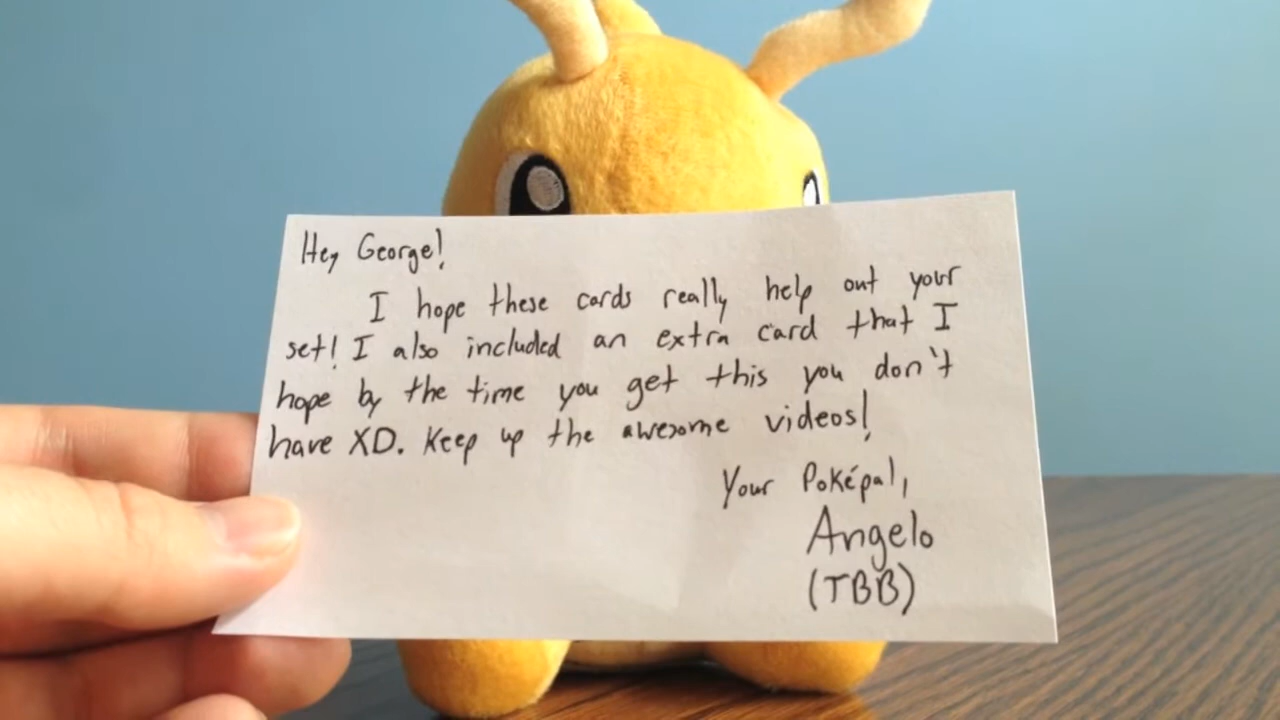 Hey George!
I hope these cards really help out your
set! I also included an extra card that I
hope by the time you get this you don't
have XD. Keep up the awesome videos!
Your Poképal,
Angelo
(TBB)